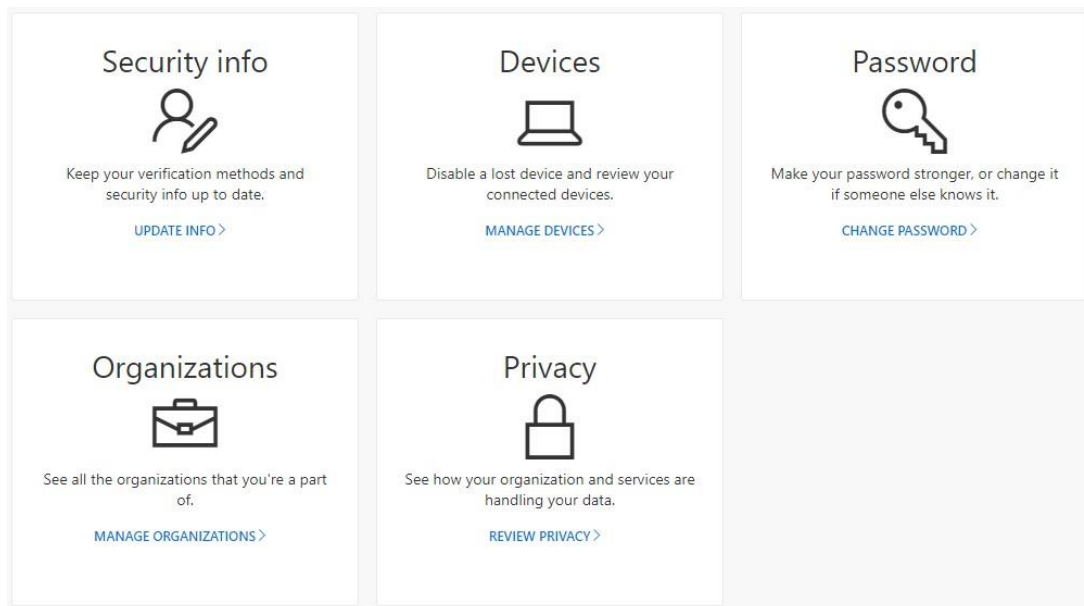 Security info
Keep your verification methods and
security info up to date.
UPDATE INFO >
Devices
Disable a lost device and review your
connected devices.
MANAGE DEVICES >
Password
Make your password stronger, or change it
if someone else knows it.
CHANGE PASSWORD >
Organizations
See all the organizations that you're a part
of.
MANAGE ORGANIZATIONS >
Privacy
See how your organization and services are
handling your data.
REVIEW PRIVACY >